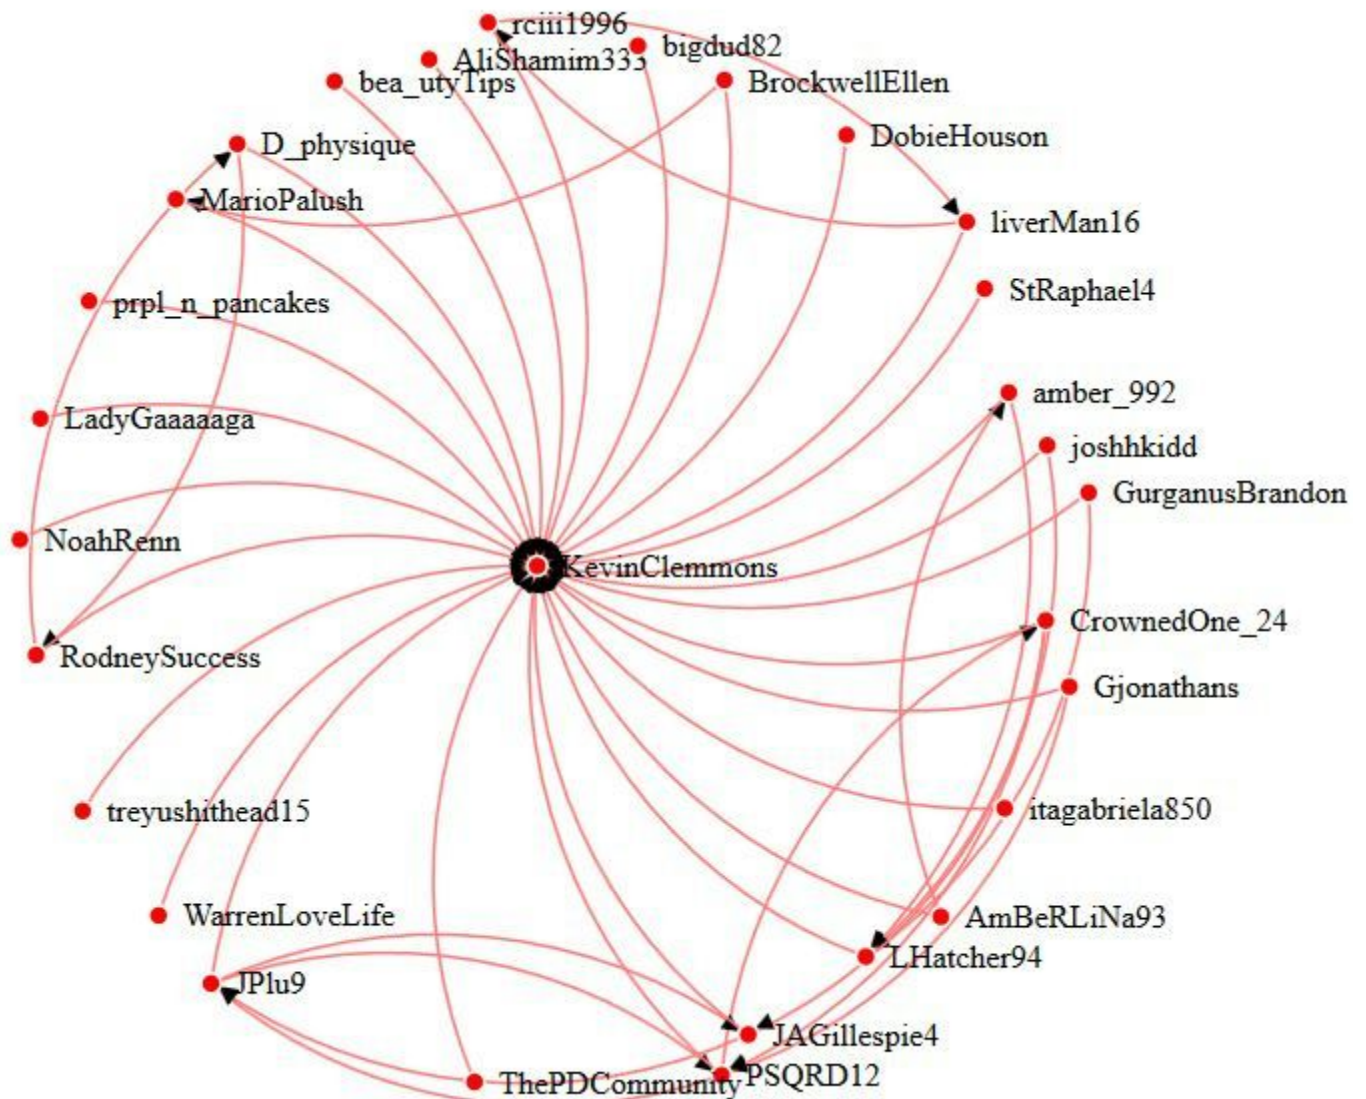 rciii1996
bigdud82
AliShamim333
bea_utyTips
BrockwellEllen
DobieHouson
D_physique
MarioPalush
liverMan16
StRaphael4
prpl_n_pancakes
amber_992
LadyGaaaaaga
joshhkidd
GurganusBrandon
NoahRenn
KevinClemmons
CrownedOne_24
RodneySuccess
Gjonathans
treyushithead15
itagabriela850
WarrenLoveLife
AmBeRLiNa93
LHatcher94
JPlu9
JAGillespie4
ThePDCommunity
PSQRD12